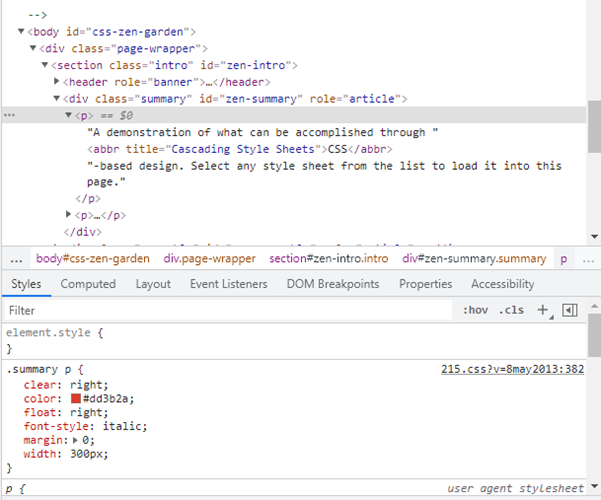 -->
▼<body id="css-zen-garden">
▼<div class="page-wrapper">
▼<section class="intro" id="zen-intro">
▶<header role="banner">…</header>
▼<div class="summary" id="zen-summary" role="article">
… ▼<p> == $0
"A demonstration of what can be accomplished through "
<abbr title="Cascading Style Sheets">CSS</abbr>
"-based design. Select any style sheet from the list to load it into this
page."
</p>
▶<p>…</p>
</div>
… body#css-zen-garden div.page-wrapper section#zen-intro.intro div#zen-summary.summary p …
Styles Computed Layout Event Listeners DOM Breakpoints Properties Accessibility
Filter :hov .cls +
element.style {
}
.summary p { 215.css?v=8may2013:382
clear: right;
color: #dd3b2a;
float: right;
font-style: italic;
margin: ▶ 0;
width: 300px;
}
p { user agent stylesheet